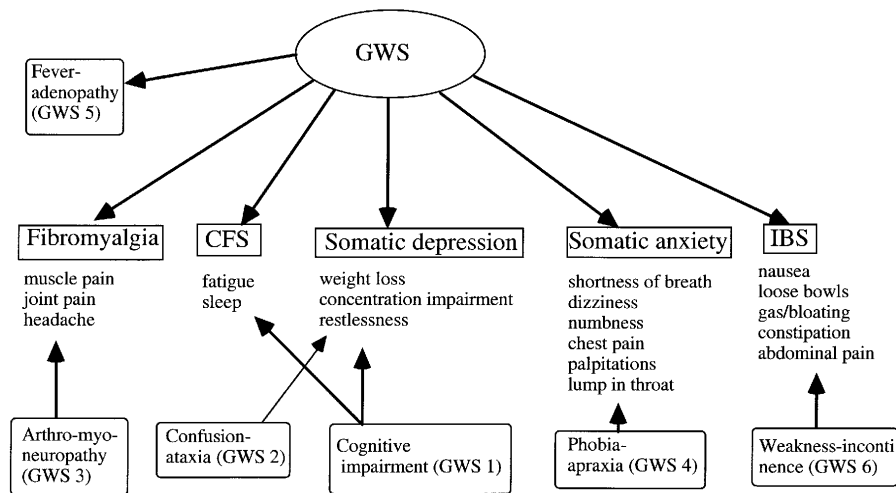 GWS
Fever-
adenopathy
(GWS 5)
Fibromyalgia
muscle pain
joint pain
headache
CFS
fatigue
sleep
Somatic depression
weight loss
concentration impairment
restlessness
Somatic anxiety
shortness of breath
dizziness
numbness
chest pain
palpitations
lump in throat
IBS
nausea
loose bowls
gas/bloating
constipation
abdominal pain
Arthro-myo-
neuropathy
(GWS 3)
Confusion-
ataxia (GWS 2)
Cognitive
impairment (GWS 1)
Phobia-
apraxia (GWS 4)
Weakness-inconti
nence (GWS 6)